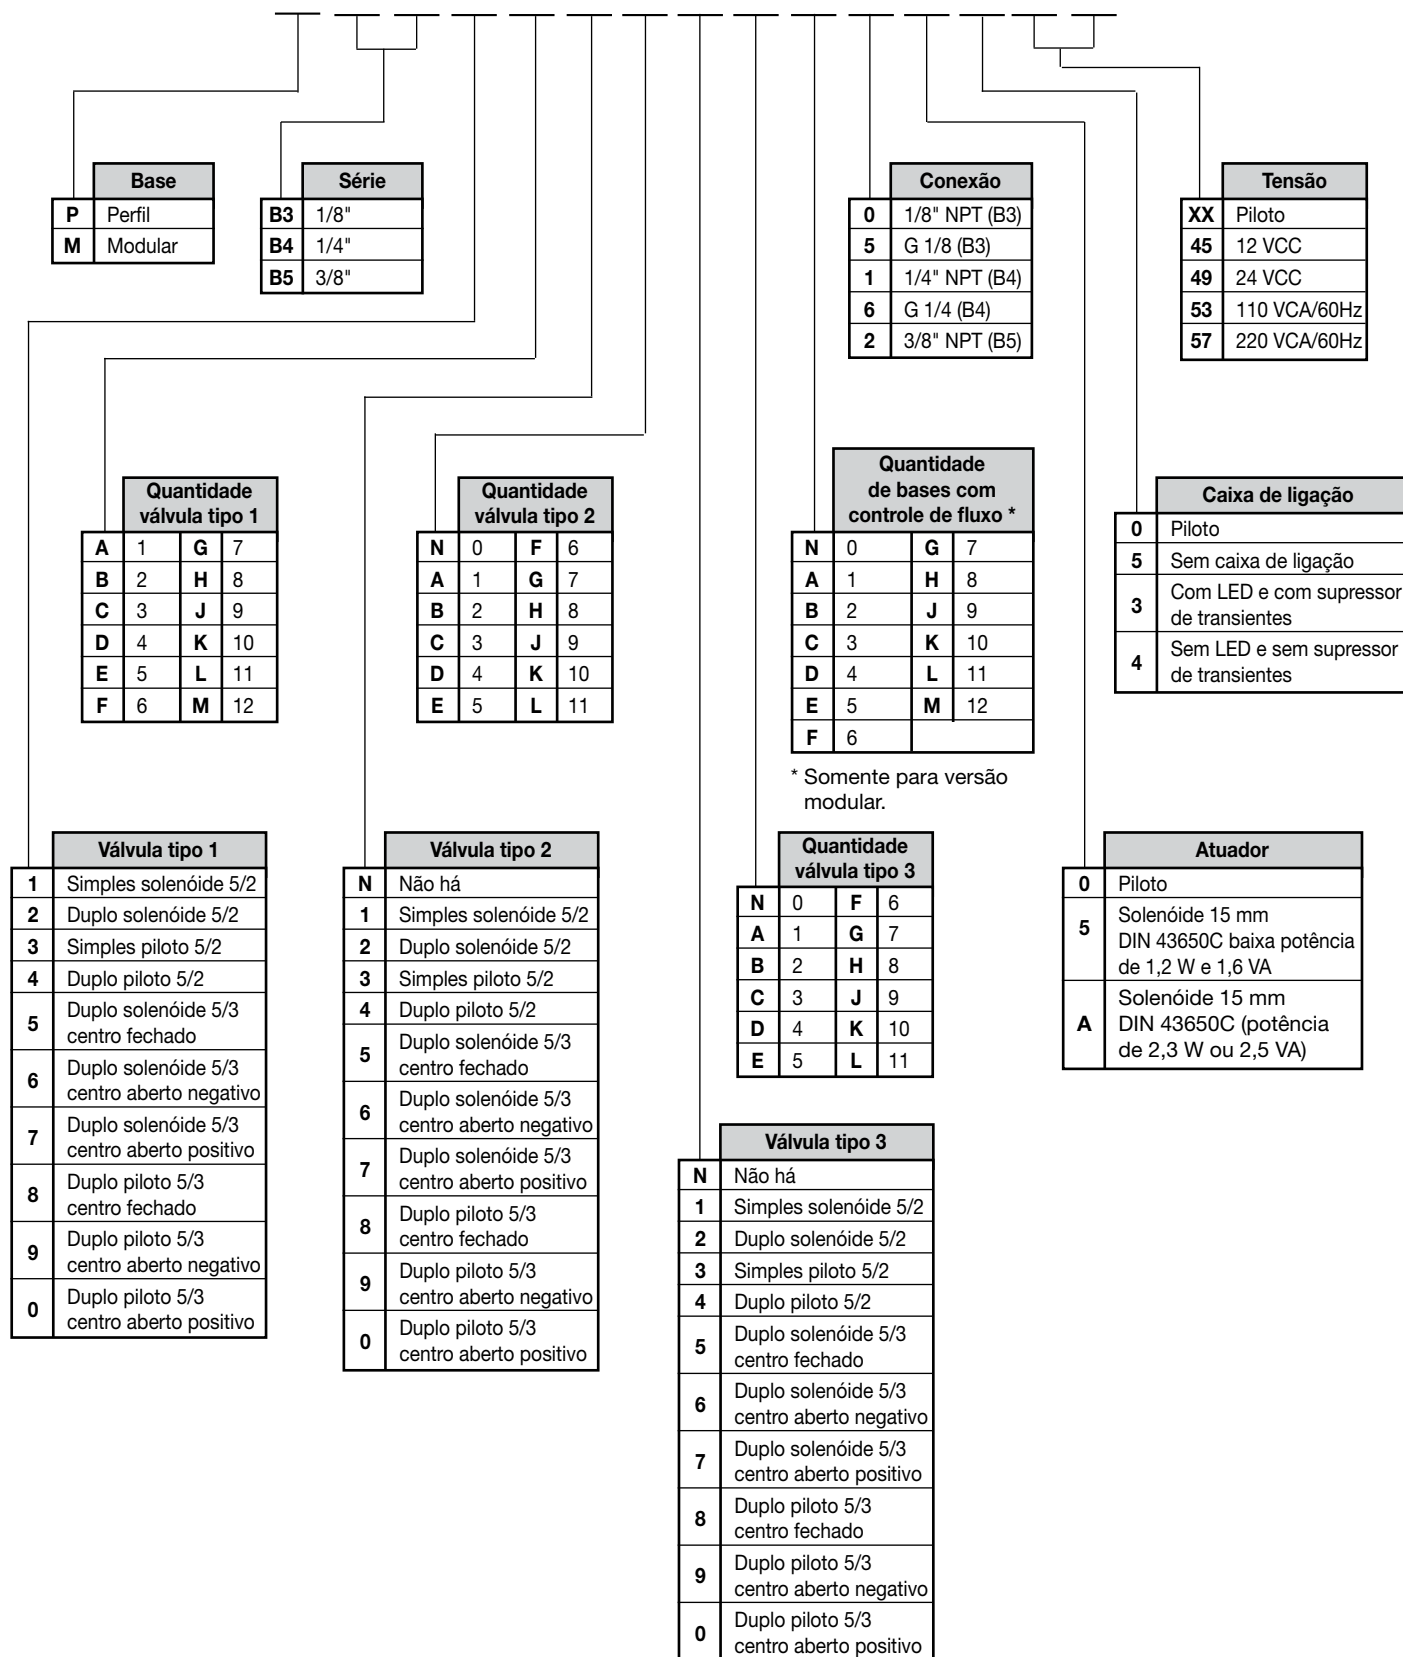 Base
P Perfil
M Modular
Série
B3 1/8"
B4 1/4"
B5 3/8"
Conexão
0 1/8" NPT (B3)
5 G 1/8 (B3)
1 1/4" NPT (B4)
6 G 1/4 (B4)
2 3/8" NPT (B5)
Tensão
XX Piloto
45 12 VCC
49 24 VCC
53 110 VCA/60Hz
57 220 VCA/60Hz
Quantidade
válvula tipo 1
A 1 G 7
B 2 H 8
C 3 J 9
D 4 K 10
E 5 L 11
F 6 M 12
Quantidade
válvula tipo 2
N 0 F 6
A 1 G 7
B 2 H 8
C 3 J 9
D 4 K 10
E 5 L 11
Quantidade
de bases com
controle de fluxo *
N 0 G 7
A 1 H 8
B 2 J 9
C 3 K 10
D 4 L 11
E 5 M 12
F 6
* Somente para versão
modular.
Caixa de ligação
0 Piloto
5 Sem caixa de ligação
3 Com LED e com supressor
de transientes
4 Sem LED e sem supressor
de transientes
Válvula tipo 1
1 Simples solenóide 5/2
2 Duplo solenóide 5/2
3 Simples piloto 5/2
4 Duplo piloto 5/2
5 Duplo solenóide 5/3
centro fechado
6 Duplo solenóide 5/3
centro aberto negativo
7 Duplo solenóide 5/3
centro aberto positivo
8 Duplo piloto 5/3
centro fechado
9 Duplo piloto 5/3
centro aberto negativo
0 Duplo piloto 5/3
centro aberto positivo
Válvula tipo 2
N Não há
1 Simples solenóide 5/2
2 Duplo solenóide 5/2
3 Simples piloto 5/2
4 Duplo piloto 5/2
5 Duplo solenóide 5/3
centro fechado
6 Duplo solenóide 5/3
centro aberto negativo
7 Duplo solenóide 5/3
centro aberto positivo
8 Duplo piloto 5/3
centro fechado
9 Duplo piloto 5/3
centro aberto negativo
0 Duplo piloto 5/3
centro aberto positivo
Quantidade
válvula tipo 3
N 0 F 6
A 1 G 7
B 2 H 8
C 3 J 9
D 4 K 10
E 5 L 11
Atuador
0 Piloto
5 Solenóide 15 mm
DIN 43650C baixa potência
de 1,2 W e 1,6 VA
A Solenóide 15 mm
DIN 43650C (potência
de 2,3 W ou 2,5 VA)
Válvula tipo 3
N Não há
1 Simples solenóide 5/2
2 Duplo solenóide 5/2
3 Simples piloto 5/2
4 Duplo piloto 5/2
5 Duplo solenóide 5/3
centro fechado
6 Duplo solenóide 5/3
centro aberto negativo
7 Duplo solenóide 5/3
centro aberto positivo
8 Duplo piloto 5/3
centro fechado
9 Duplo piloto 5/3
centro aberto negativo
0 Duplo piloto 5/3
centro aberto positivo